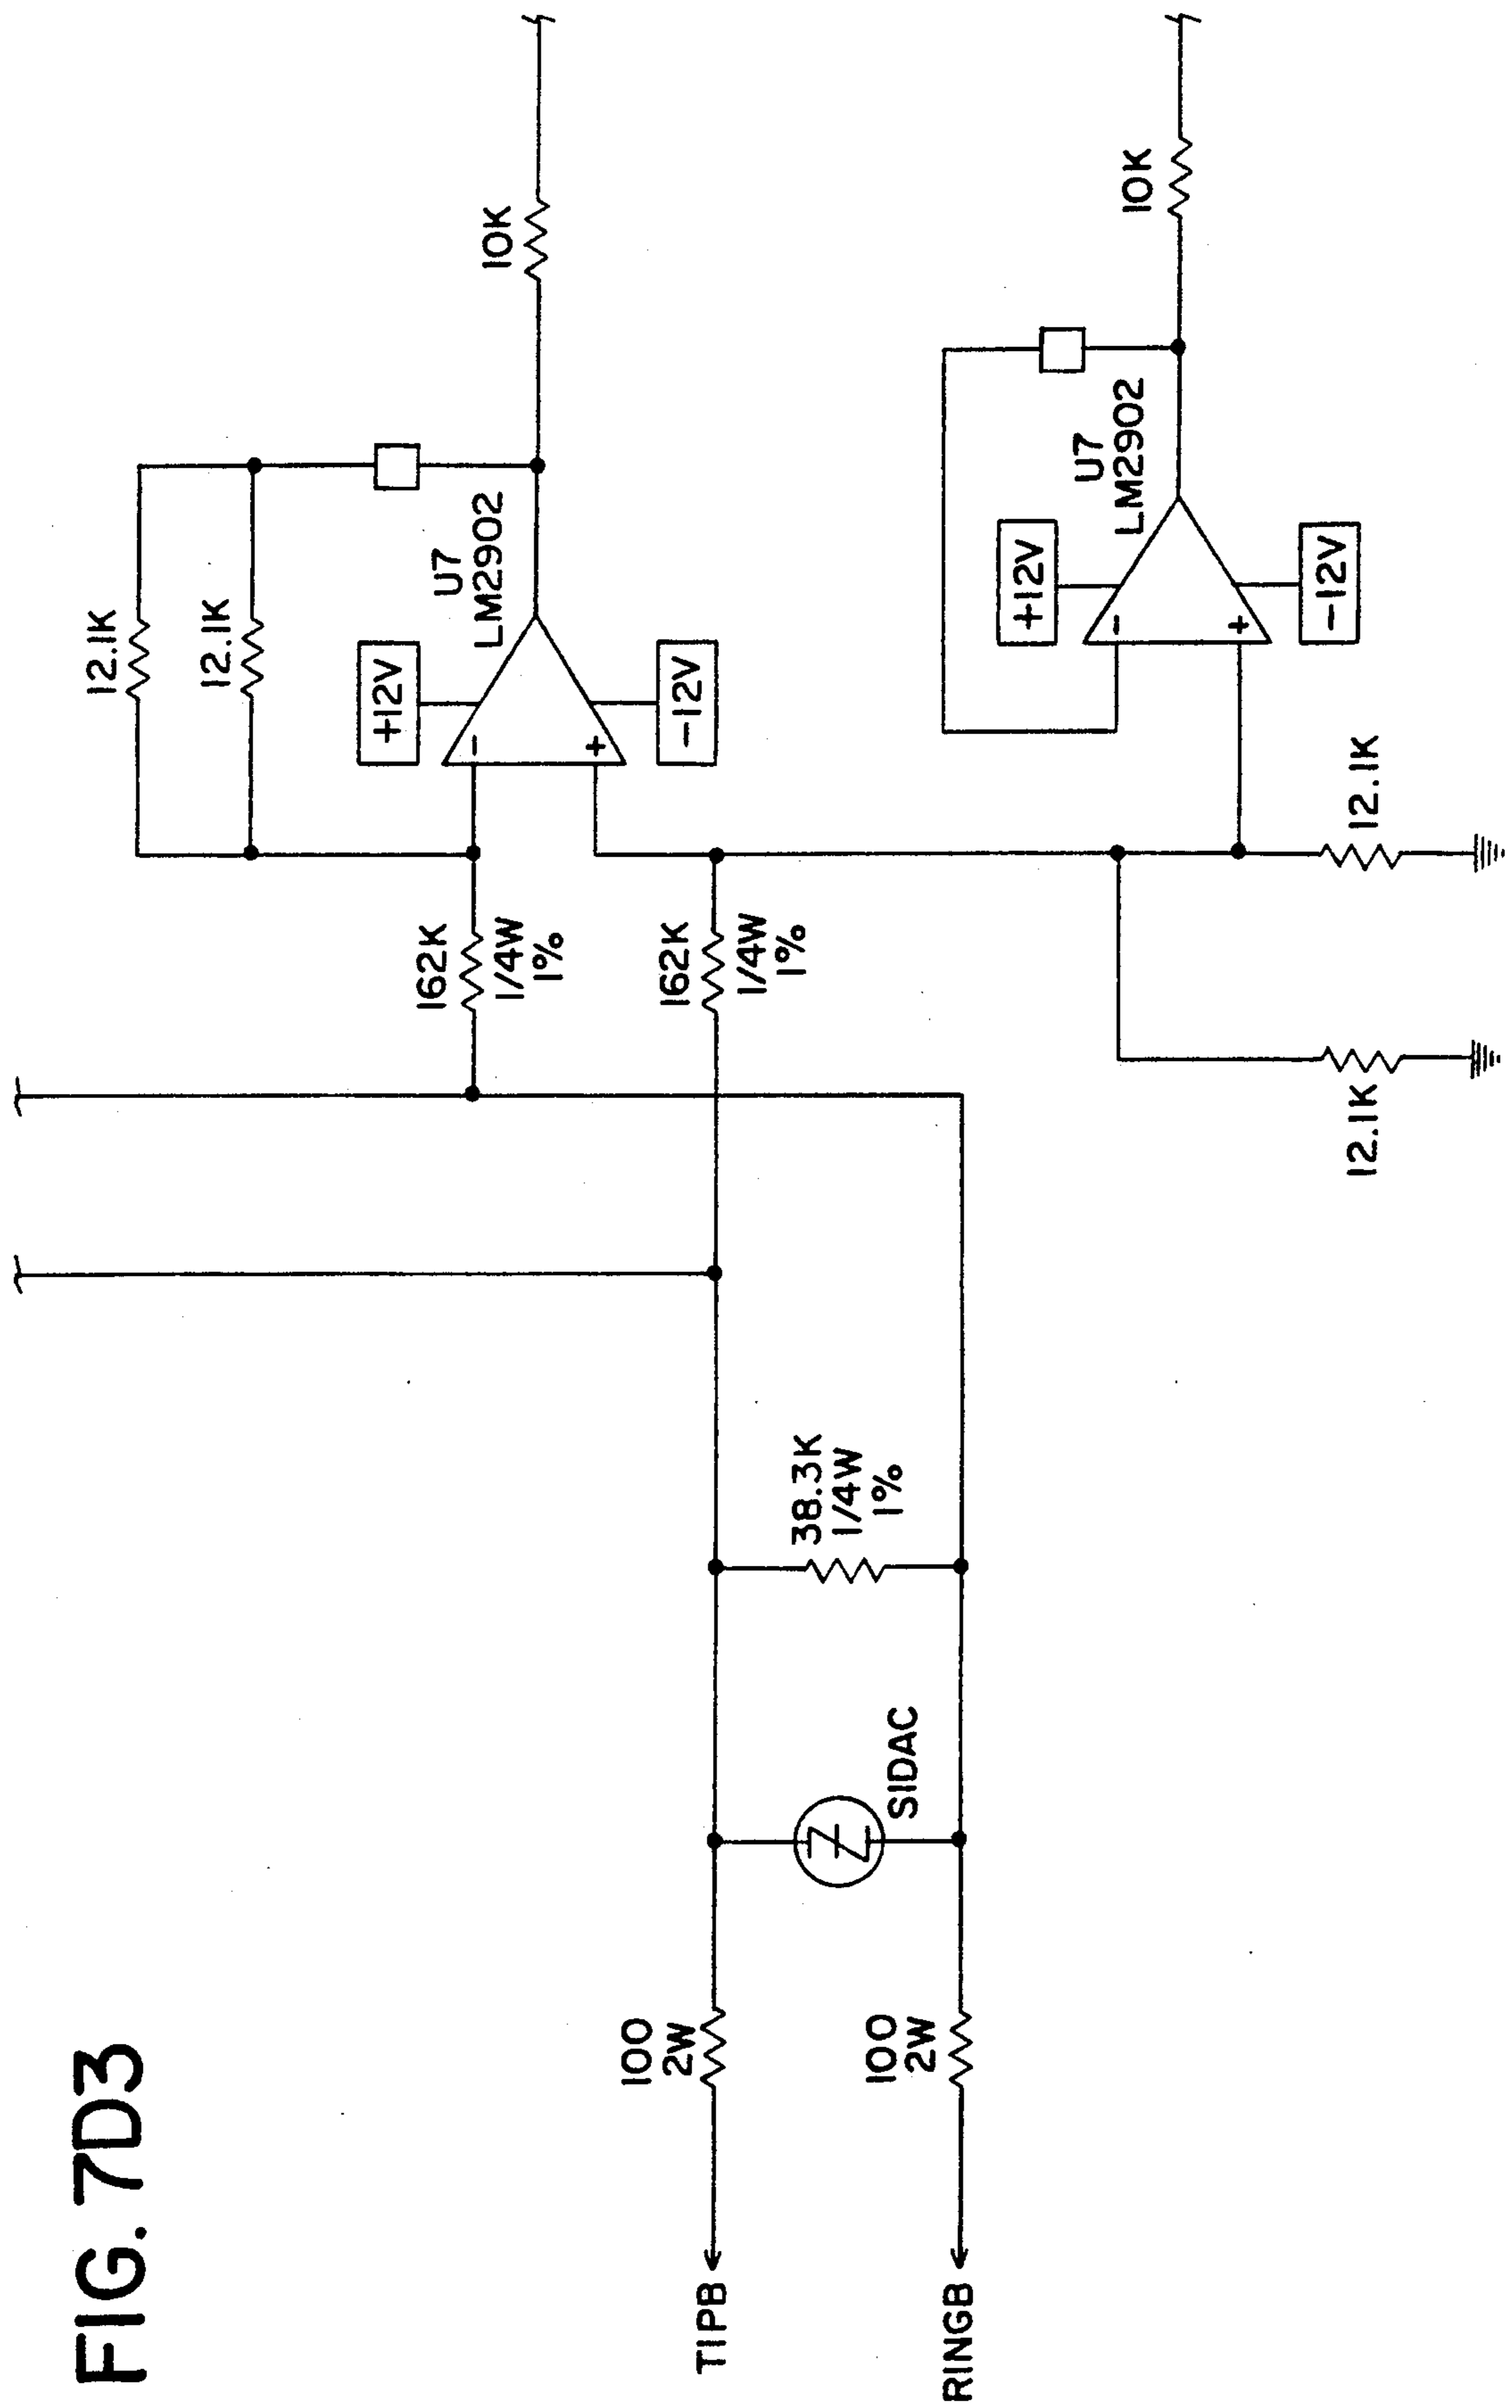 FIG. 7D3
12.1K
12.1K
10K
U7
LM2902
+12V
-
+
-12V
162K
1/4W
1%
162K
1/4W
1%
10K
U7
LM2902
+12V
-
+
-12V
12.1K
12.1K
38.3K
1/4W
1%
SIDAC
100
2W
100
2W
TIPB
RINGB